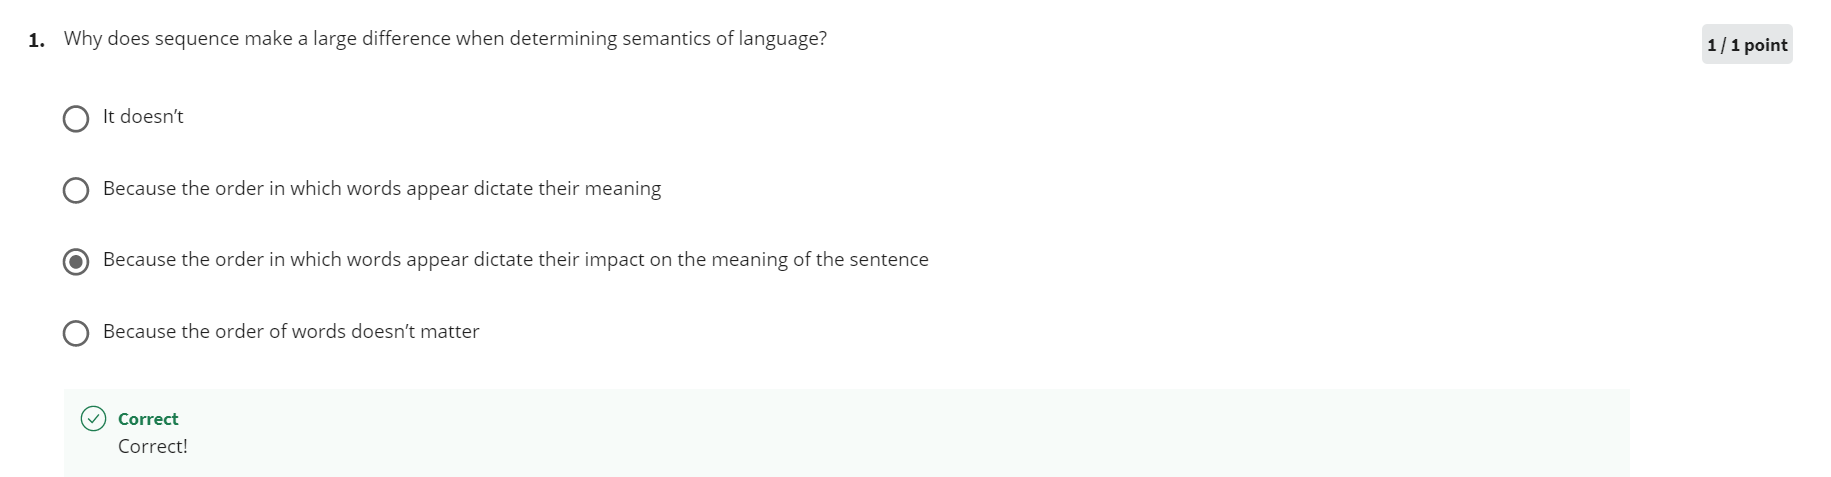 1. Why does sequence make a large difference when determining semantics of language?
1 / 1 point
It doesn’t
Because the order in which words appear dictate their meaning
Because the order in which words appear dictate their impact on the meaning of the sentence
Because the order of words doesn’t matter
Correct
Correct!